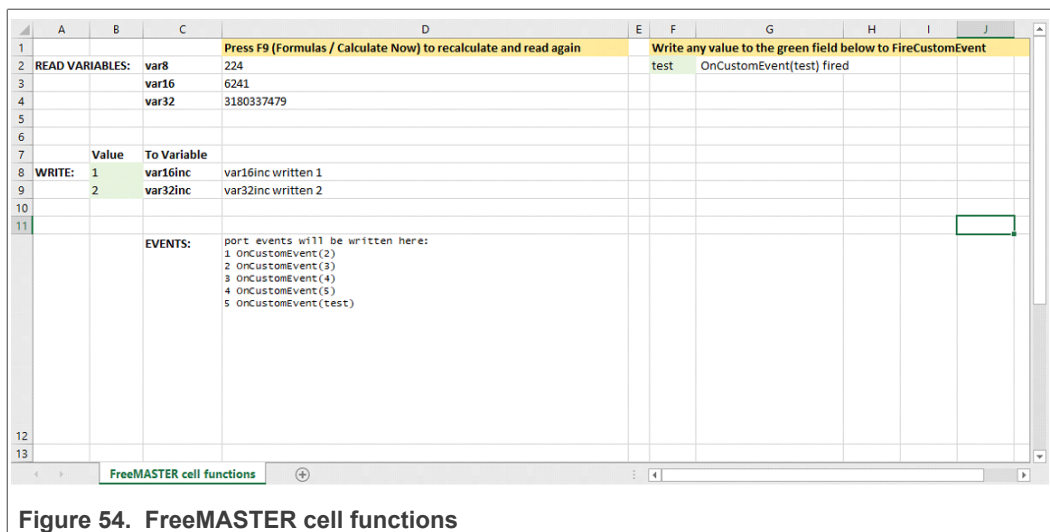 A B C D E F G H I J
1 Press F9 (Formulas / Calculate Now) to recalculate and read again Write any value to the green field below to FireCustomEvent
2 READ VARIABLES: var8 224 test OnCustomEvent(test) fired
3 var16 6241
4 var32 3180337479
5
6
7 Value To Variable
8 WRITE: 1 var16inc var16inc written 1
9 2 var32inc var32inc written 2
10
11
EVENTS: port events will be written here:
1 OnCustomEvent(2)
2 OnCustomEvent(3)
3 OnCustomEvent(4)
4 OnCustomEvent(5)
5 OnCustomEvent(test)
12
13
FreeMASTER cell functions
Figure 54. FreeMASTER cell functions